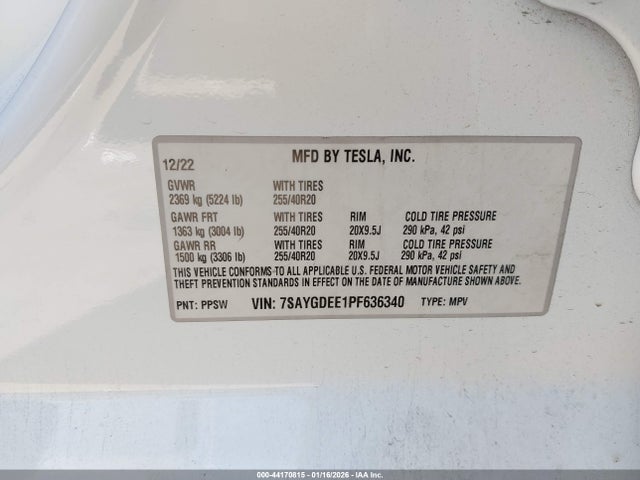 12/22 MFD BY TESLA, INC.
GVWR WITH TIRES
2369 kg (5224 lb) 255/40R20
GAWR FRT WITH TIRES RIM COLD TIRE PRESSURE
1363 kg (3004 lb) 255/40R20 20X9.5J 290 kPa, 42 psi
GAWR RR WITH TIRES RIM COLD TIRE PRESSURE
1500 kg (3306 lb) 255/40R20 20X9.5J 290 kPa, 42 psi
THIS VEHICLE CONFORMS TO ALL APPLICABLE U.S. FEDERAL MOTOR VEHICLE SAFETY AND
THEFT PREVENTION STANDARDS IN EFFECT ON THE DATE OF MANUFACTURE SHOWN ABOVE.
PNT: PPSW VIN: 7SAYGDEE1PF636340 TYPE: MPV
000-44170815 - 01/16/2026 - IAA Inc.